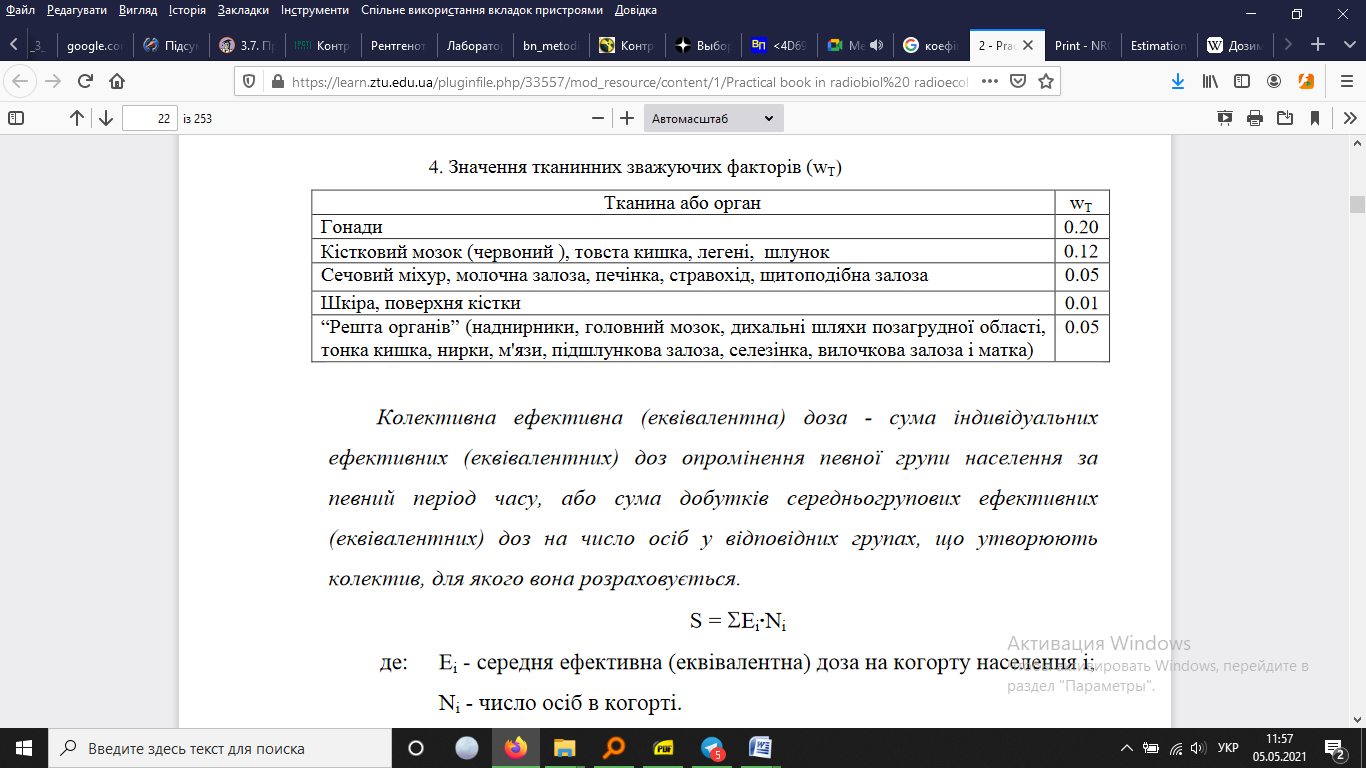 Файл Редагувати Вигляд Історія Закладки Інструменти Спільне використання вкладок пристроями Довідка
_3_ google.co Підсу 3.7. Пр Контр Рентгенот Лаборатор bn_metodi Контр Вибор <4D69 Ме коефі 2 - Prac Print - NRC Estimation Дозим
https://learn.ztu.edu.ua/pluginfile.php/33557/mod_resource/content/1/Practical book in radiobiol%20 radioecol
22 із 253 Автомасштаб
4. Значення тканинних зважуючих факторів (wT)
Тканина або орган wT
Гонади 0.20
Кістковий мозок (червоний ), товста кишка, легені, шлунок 0.12
Сечовий міхур, молочна залоза, печінка, стравохід, щитоподібна залоза 0.05
Шкіра, поверхня кістки 0.01
“Решта органів” (наднирники, головний мозок, дихальні шляхи позагрудної області, 0.05
тонка кишка, нирки, м'язи, підшлункова залоза, селезінка, вилочкова залоза і матка)
Колективна ефективна (еквівалентна) доза - сума індивідуальних
ефективних (еквівалентних) доз опромінення певної групи населення за
певний період часу, або сума добутків середньогрупових ефективних
(еквівалентних) доз на число осіб у відповідних групах, що утворюють
колектив, для якого вона розраховується.
S = ΣEi·Ni
де: Ei - середня ефективна (еквівалентна) доза на когорту населення i;
Ni - число осіб в когорті.
Активация Windows
Чтобы активировать Windows, перейдите в
раздел "Параметры".
Введите здесь текст для поиска
PDF
5
УКР
11:57
05.05.2021
2